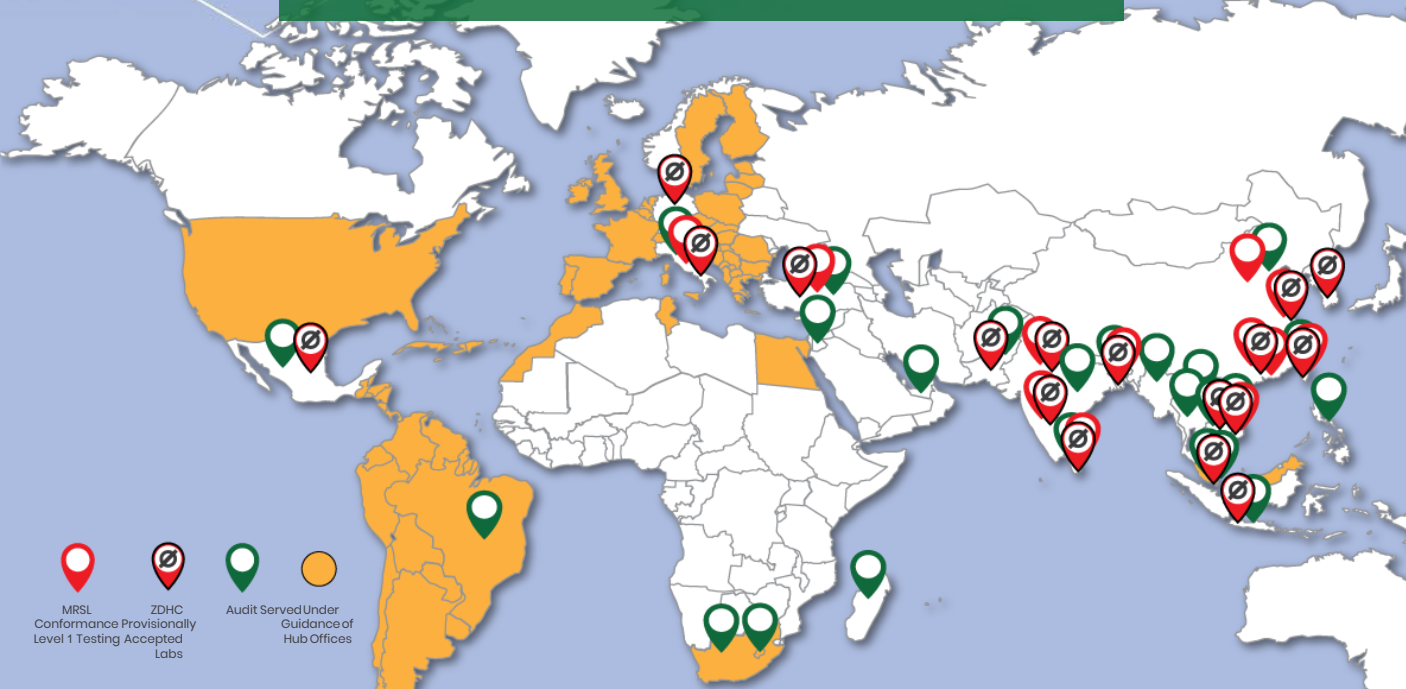 MRSL
Conformance
Level 1 Testing
ZDHC
Provisionally
Accepted
Labs
Audit
Served Under
Guidance of
Hub Offices